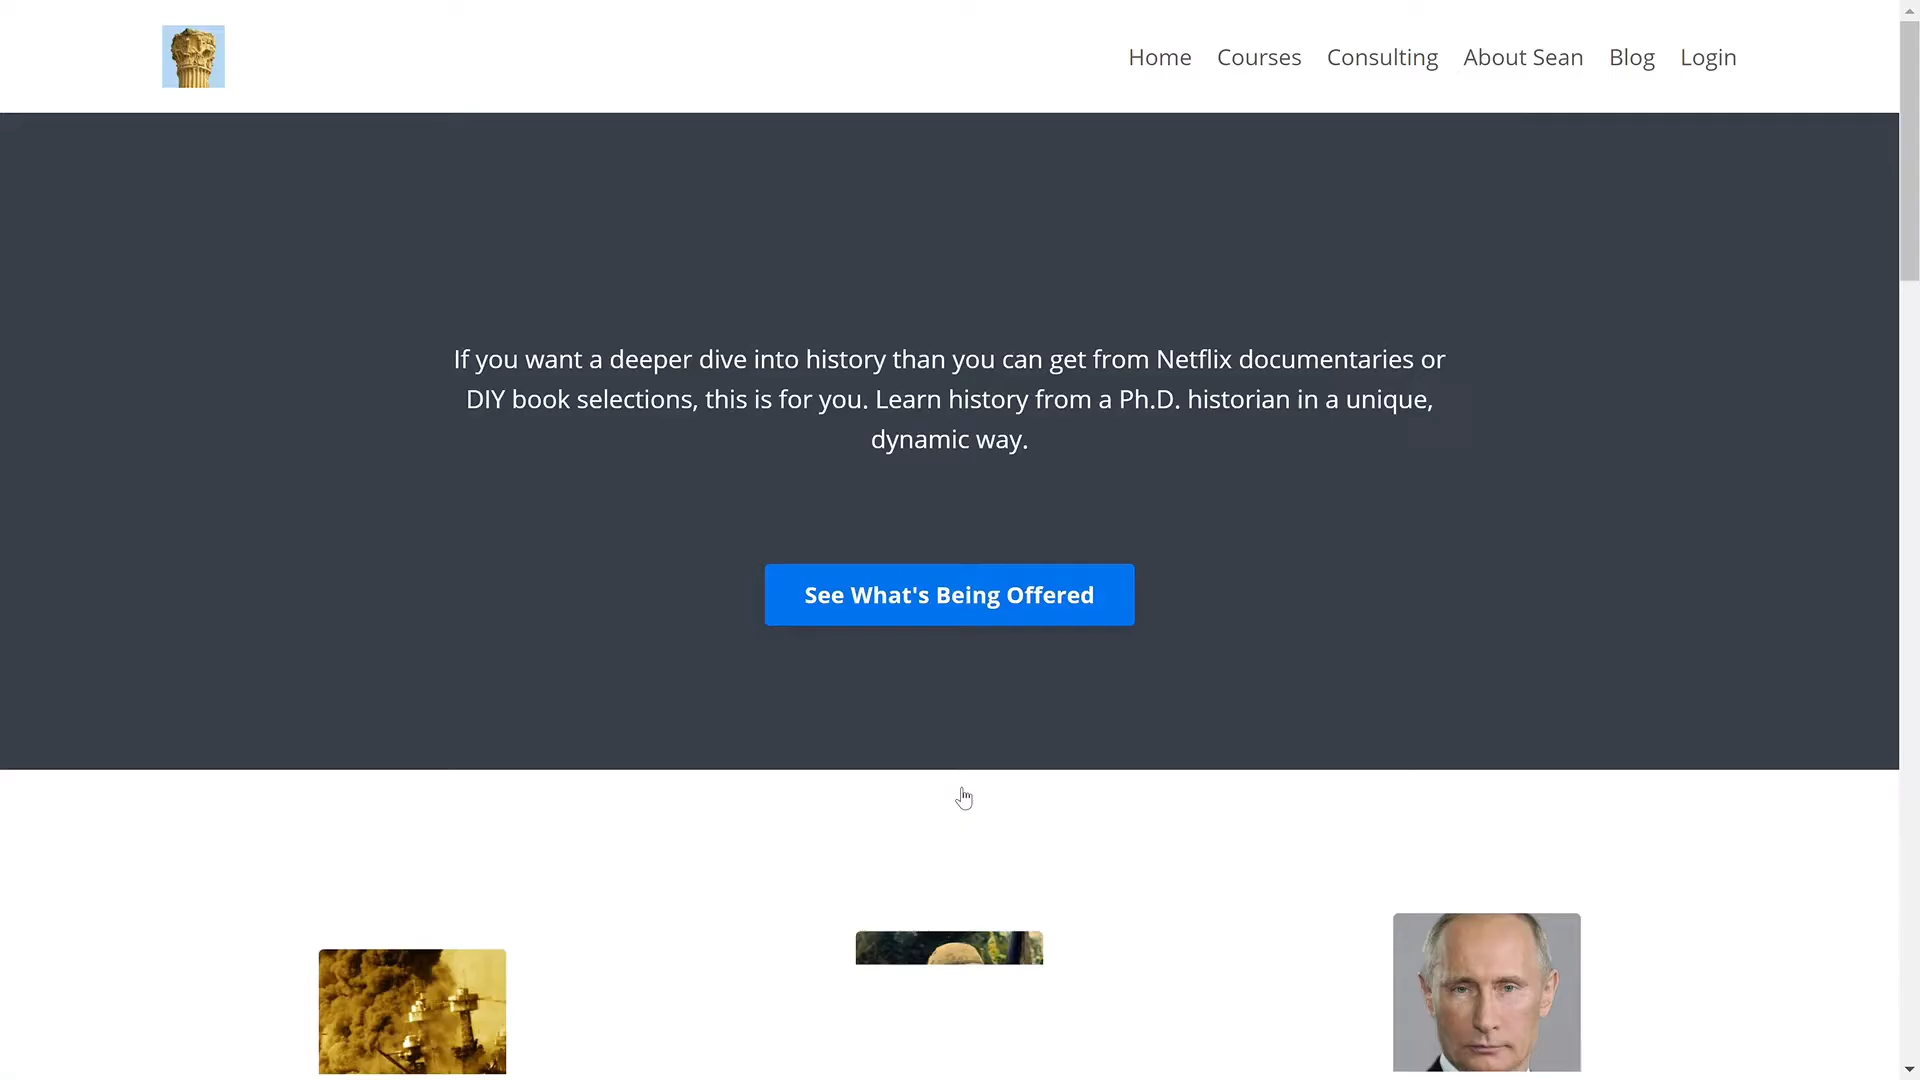 Home Courses Consulting About Sean Blog Login
If you want a deeper dive into history than you can get from Netflix documentaries or
DIY book selections, this is for you. Learn history from a Ph.D. historian in a unique,
dynamic way.
See What's Being Offered